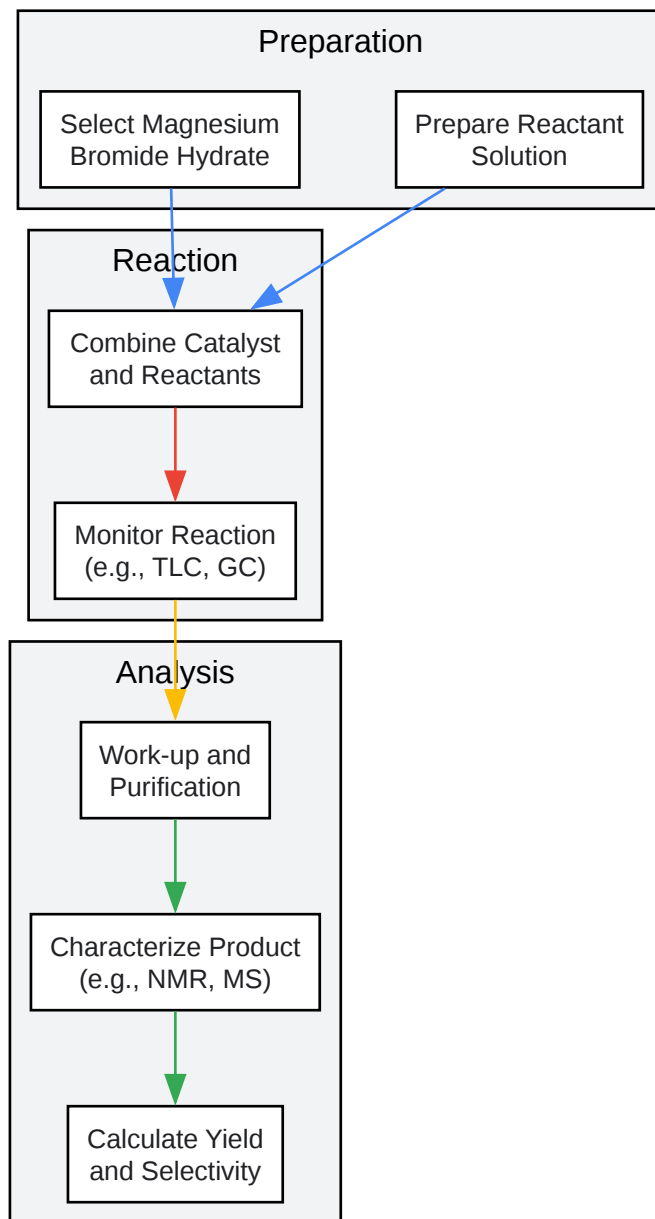 Preparation
Select Magnesium
Bromide Hydrate
Prepare Reactant
Solution
Reaction
Combine Catalyst
and Reactants
Monitor Reaction
(e.g., TLC, GC)
Analysis
Work-up and
Purification
Characterize Product
(e.g., NMR, MS)
Calculate Yield
and Selectivity